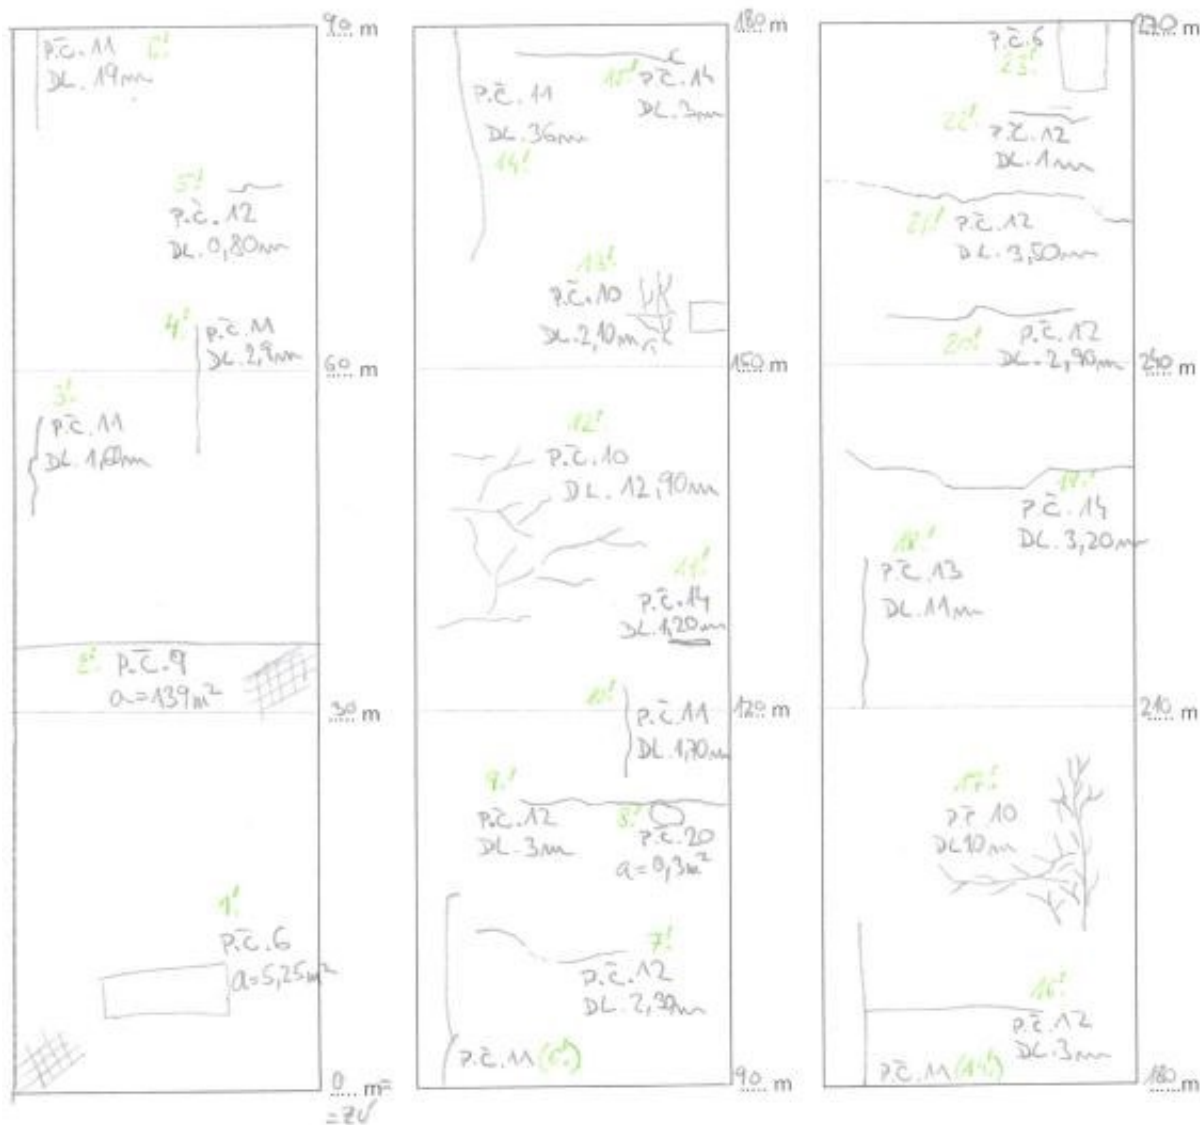 90 m
P.Č. 11 6!
DL. 19m
5!
P.Č. 12
DL. 0,80m
4! P.Č. 11
DL. 2,9m
60 m
3!
P.Č. 11
DL.
2! P.Č. 9
a=139m²
30 m
1!
P.Č. 6
a=5,25m²
0 m
=ZÚ
180 m
15! P.Č. 14
DL. 3m
P.Č. 11
DL. 36m
14!
13!
P.Č. 10
DL. 2,10m
150 m
12!
P.Č. 10
DL. 12,90m
11!
P.Č. 14
DL. 1,20m
10!
120 m
P.Č. 11
DL. 1,70m
9!
P.Č. 12
DL. 3m
8!
P.Č. 20
a=0,3m²
7!
P.Č. 12
DL. 2,30m
P.Č. 11 (6!)
90 m
270 m
P.Č. 6
23!
22!
P.Č. 12
DL. 1m
21! P.Č. 12
DL. 3,50m
20! P.Č. 12
DL. 2,90m
240 m
19!
P.Č. 14
DL. 3,20m
18!
P.Č. 13
DL. 11m
210 m
17!
P.Č. 10
DL 10m
16!
P.Č. 12
DL. 3m
P.Č. 11 (14!)
180 m